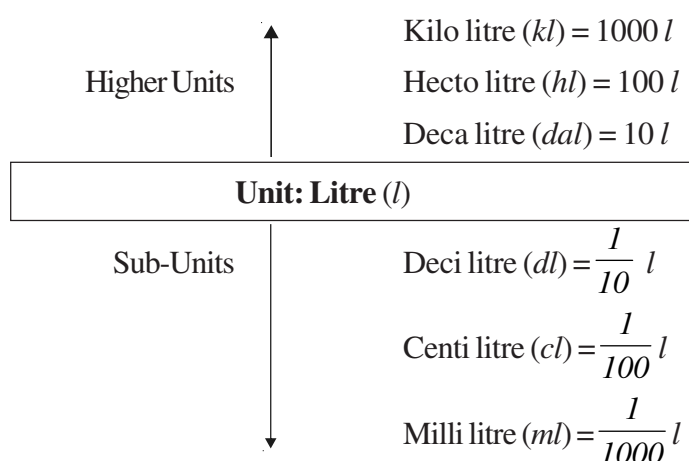 Kilo litre (kl) = 1000 l
Higher Units Hecto litre (hl) = 100 l
Deca litre (dal) = 10 l
Unit: Litre (l)
Sub-Units Deci litre (dl) = 1/10 l
Centi litre (cl) = 1/100 l
Milli litre (ml) = 1/1000 l